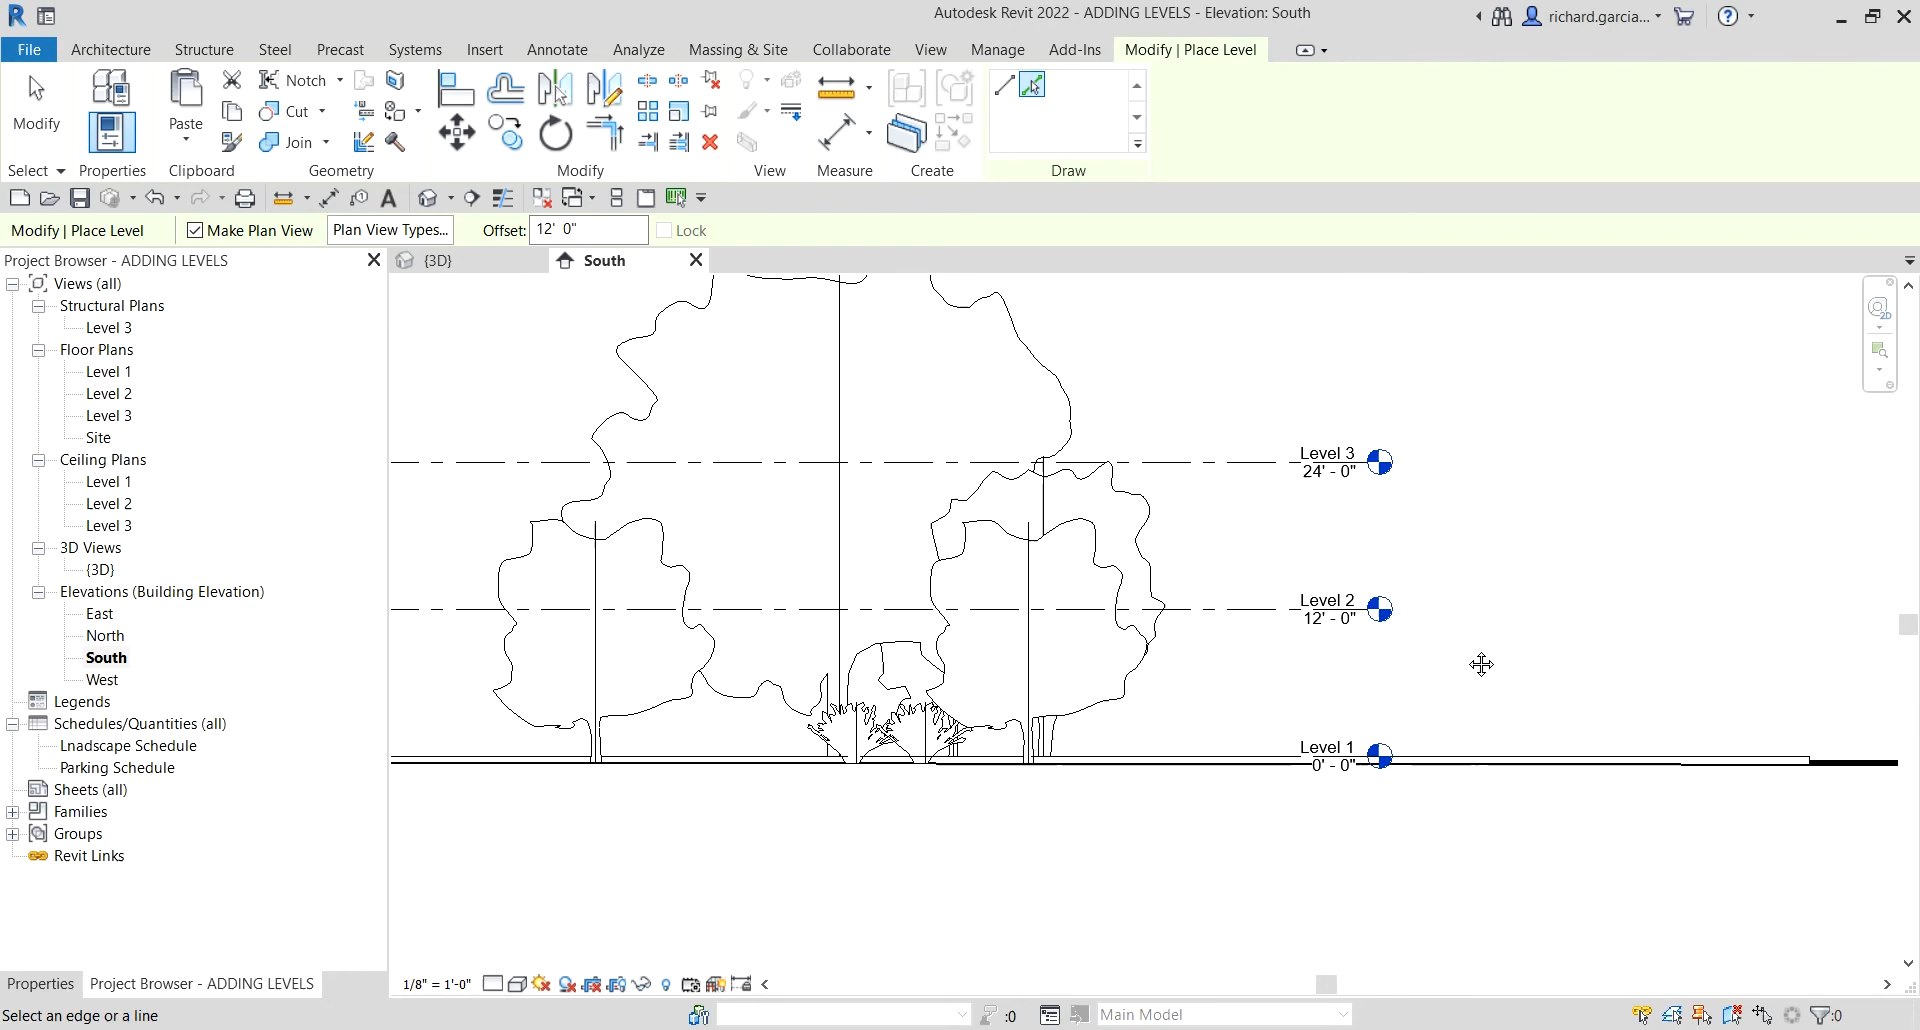 Autodesk Revit 2022 - ADDING LEVELS - Elevation: South
richard.garcia...
File Architecture Structure Steel Precast Systems Insert Annotate Analyze Massing & Site Collaborate View Manage Add-Ins Modify | Place Level
Notch
Cut
Join
Modify
Paste
Select Properties Clipboard Geometry Modify View Measure Create Draw
Modify | Place Level Make Plan View Plan View Types... Offset: 12' 0" Lock
Project Browser - ADDING LEVELS
{3D} South
Views (all)
Structural Plans
Level 3
Floor Plans
Level 1
Level 2
Level 3
Site
Ceiling Plans
Level 1
Level 2
Level 3
3D Views
{3D}
Elevations (Building Elevation)
East
North
South
West
Legends
Schedules/Quantities (all)
Lnadscape Schedule
Parking Schedule
Sheets (all)
Families
Groups
Revit Links
2D
Level 3
24' - 0"
Level 2
12' - 0"
Level 1
0' - 0"
Properties Project Browser - ADDING LEVELS
1/8" = 1'-0"
Select an edge or a line
:0
Main Model
:0